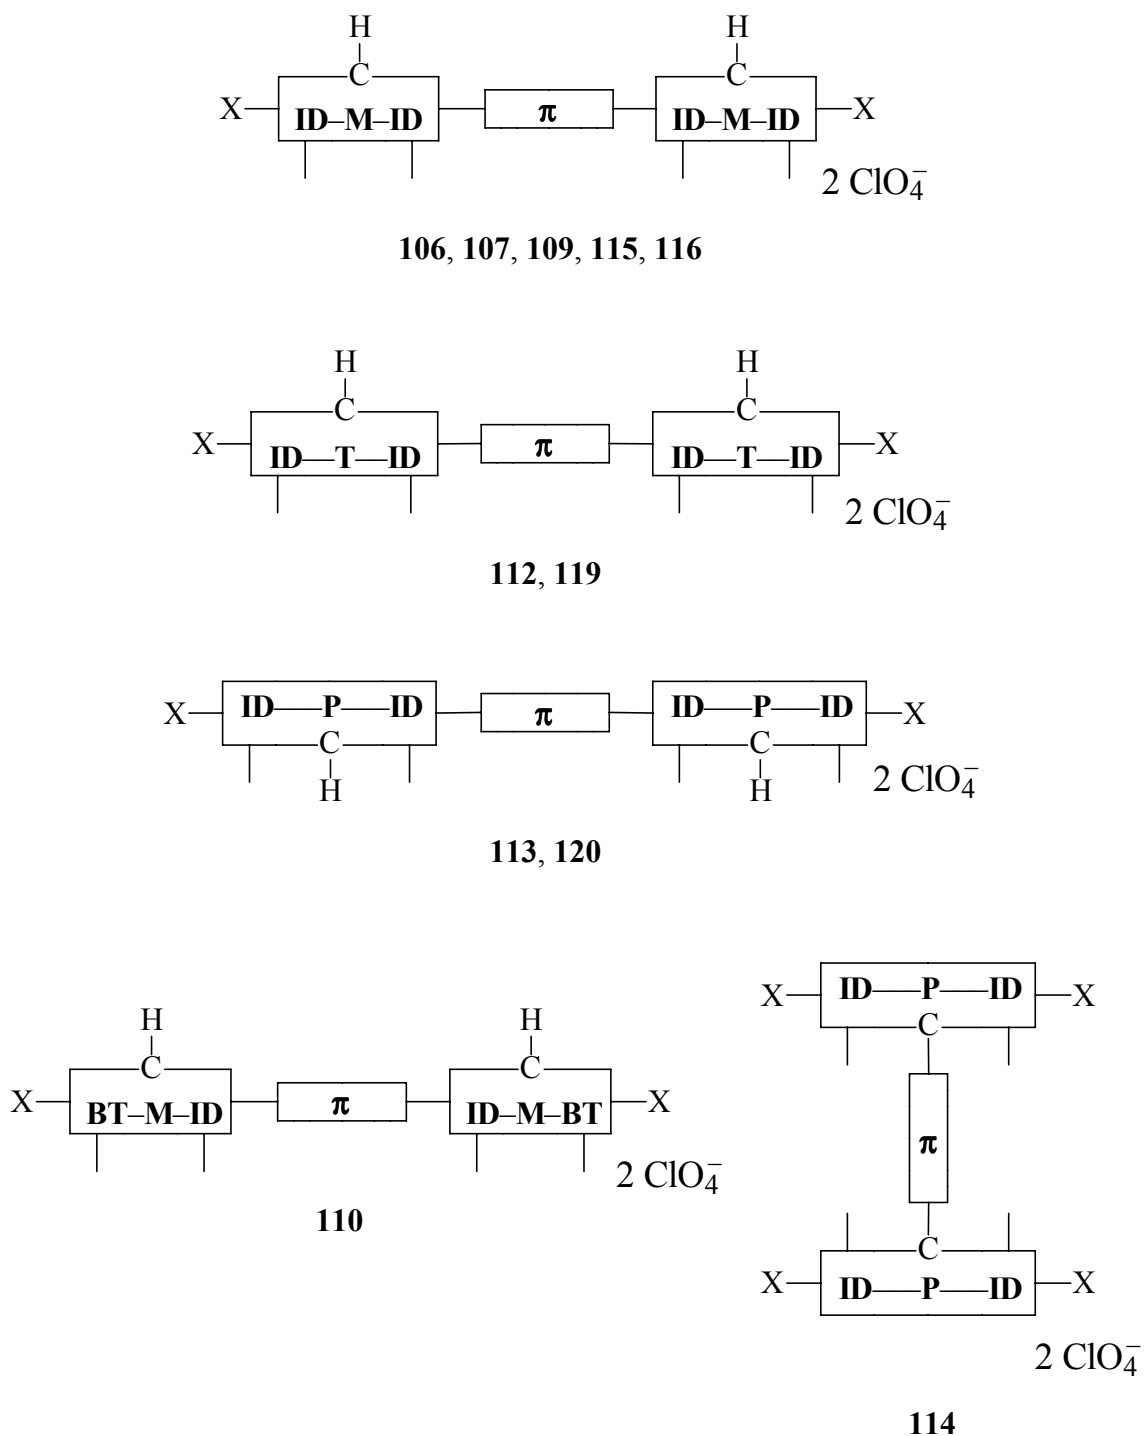 H H
C C
X ID–M–ID π ID–M–ID X
2 ClO₄⁻
106, 107, 109, 115, 116
H H
C C
X ID—T—ID π ID—T—ID X
2 ClO₄⁻
112, 119
X ID—P—ID π ID—P—ID X
C C
H H
2 ClO₄⁻
113, 120
H H
C C
X BT–M–ID π ID–M–BT X
2 ClO₄⁻
110
X ID—P—ID X
C
π
C
X ID—P—ID X
2 ClO₄⁻
114